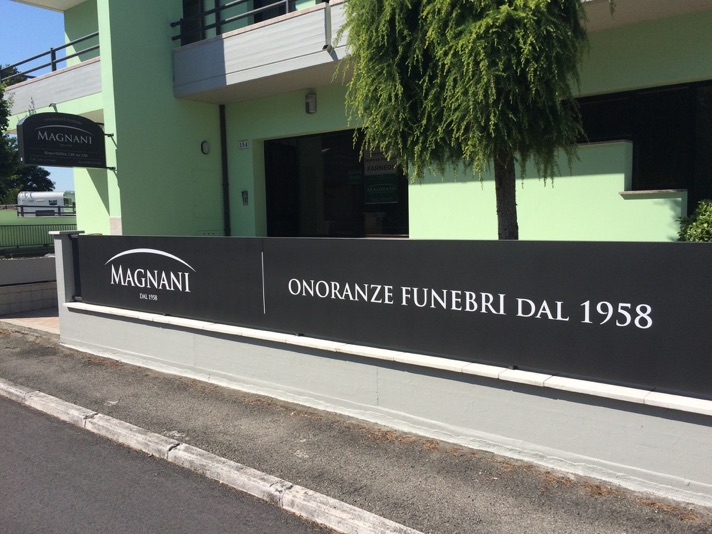 MAGNANI
MAGNANI
DAL 1958
ONORANZE FUNEBRI DAL 1958